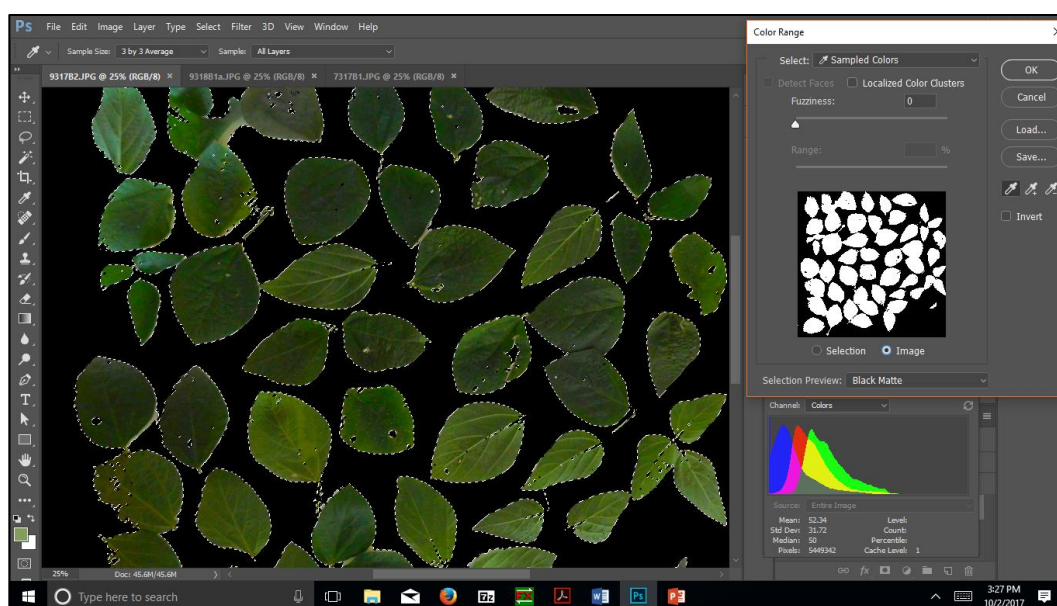 Ps File Edit Image Layer Type Select Filter 3D View Window Help
Sample Size: 3 by 3 Average Sample: All Layers
9317B2.JPG @ 25% (RGB/8) × 9318B1a.JPG @ 25% (RGB/8) × 7317B1.JPG @ 25% (RGB/8) ×
Color Range
Select: Sampled Colors
Detect Faces Localized Color Clusters
Fuzziness: 0
Range: %
OK
Cancel
Load...
Save...
Invert
Selection Image
Selection Preview: Black Matte
Channel: Colors
Source: Entire Image
Mean: 52.34 Level:
Std Dev: 31.72 Count:
Median: 50 Percentile:
Pixels: 5449342 Cache Level: 1
25% Doc: 45.6M/45.6M
Type here to search
3:27 PM
10/2/2017